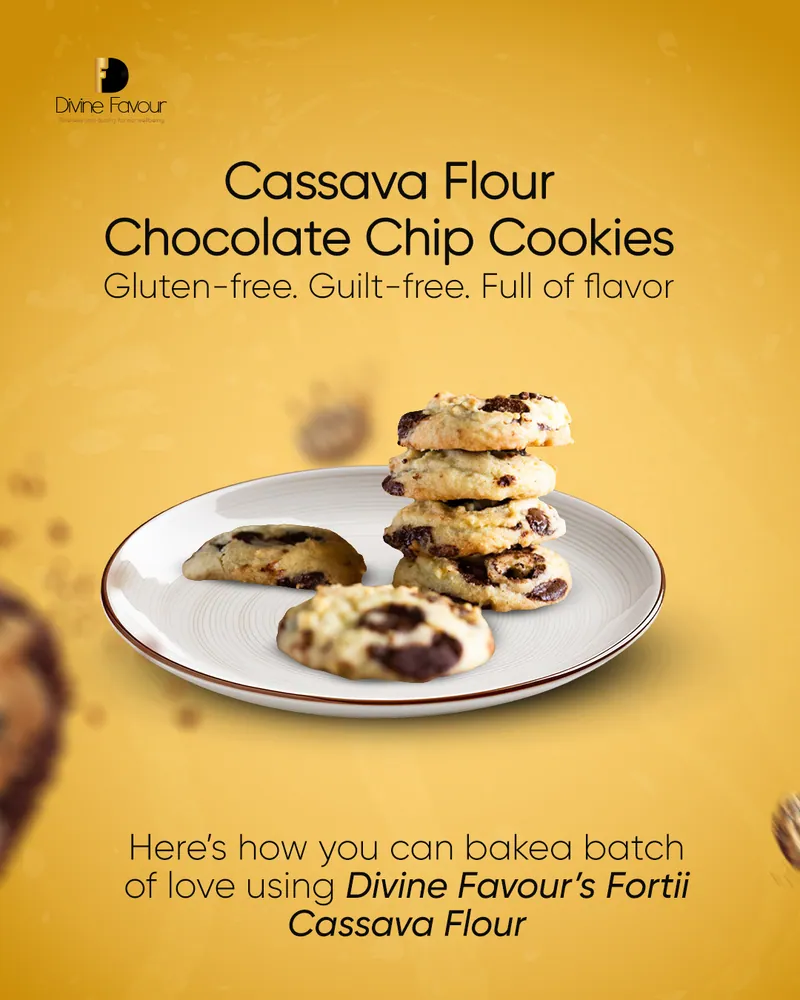 Divine Favour
Cassava Flour
Chocolate Chip Cookies
Gluten-free. Guilt-free. Full of flavor
Here's how you can bakea batch
of love using Divine Favour's Fortii
Cassava Flour